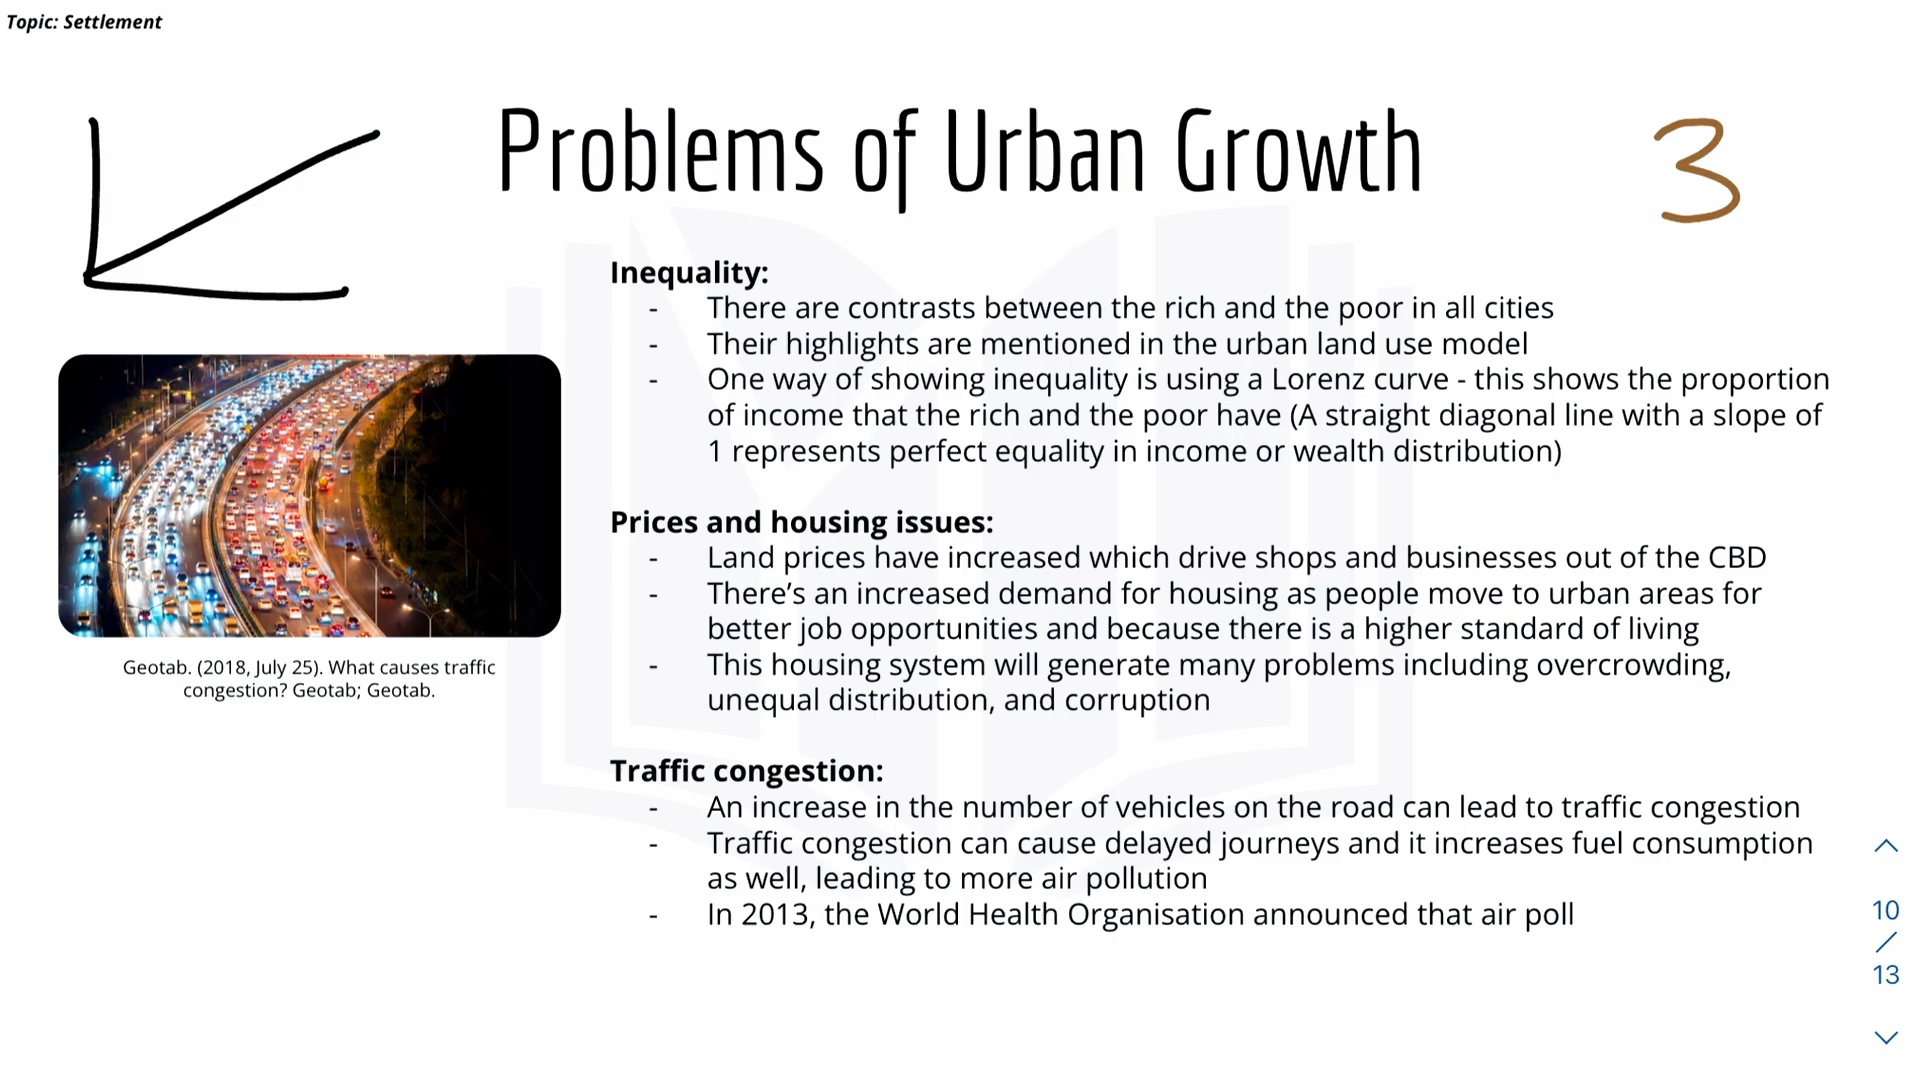 Topic: Settlement
Problems of Urban Growth
3
Inequality:
- There are contrasts between the rich and the poor in all cities
- Their highlights are mentioned in the urban land use model
- One way of showing inequality is using a Lorenz curve - this shows the proportion
of income that the rich and the poor have (A straight diagonal line with a slope of
1 represents perfect equality in income or wealth distribution)
Prices and housing issues:
- Land prices have increased which drive shops and businesses out of the CBD
- There’s an increased demand for housing as people move to urban areas for
better job opportunities and because there is a higher standard of living
- This housing system will generate many problems including overcrowding,
unequal distribution, and corruption
Traffic congestion:
- An increase in the number of vehicles on the road can lead to traffic congestion
- Traffic congestion can cause delayed journeys and it increases fuel consumption
as well, leading to more air pollution
- In 2013, the World Health Organisation announced that air poll
Geotab. (2018, July 25). What causes traffic
congestion? Geotab; Geotab.
10
/
13